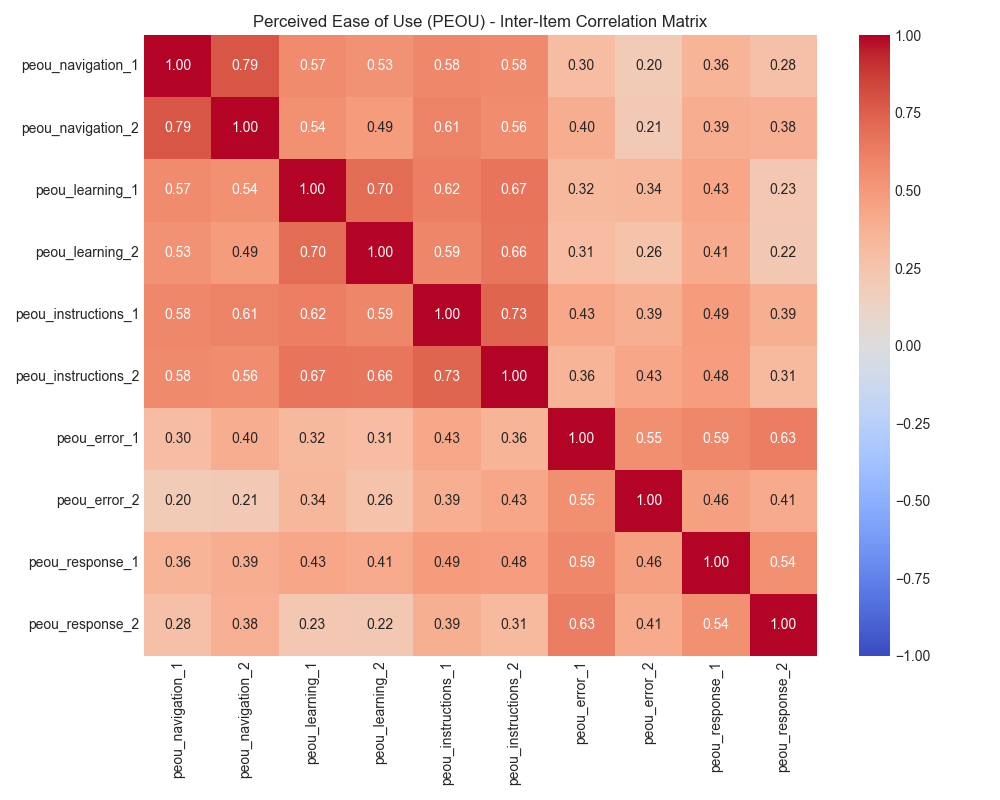 Perceived Ease of Use (PEOU) - Inter-Item Correlation Matrix
peou_navigation_1 1.00 0.79 0.57 0.53 0.58 0.58 0.30 0.20 0.36 0.28
peou_navigation_2 0.79 1.00 0.54 0.49 0.61 0.56 0.40 0.21 0.39 0.38
peou_learning_1 0.57 0.54 1.00 0.70 0.62 0.67 0.32 0.34 0.43 0.23
peou_learning_2 0.53 0.49 0.70 1.00 0.59 0.66 0.31 0.26 0.41 0.22
peou_instructions_1 0.58 0.61 0.62 0.59 1.00 0.73 0.43 0.39 0.49 0.39
peou_instructions_2 0.58 0.56 0.67 0.66 0.73 1.00 0.36 0.43 0.48 0.31
peou_error_1 0.30 0.40 0.32 0.31 0.43 0.36 1.00 0.55 0.59 0.63
peou_error_2 0.20 0.21 0.34 0.26 0.39 0.43 0.55 1.00 0.46 0.41
peou_response_1 0.36 0.39 0.43 0.41 0.49 0.48 0.59 0.46 1.00 0.54
peou_response_2 0.28 0.38 0.23 0.22 0.39 0.31 0.63 0.41 0.54 1.00
peou_navigation_1
peou_navigation_2
peou_learning_1
peou_learning_2
peou_instructions_1
peou_instructions_2
peou_error_1
peou_error_2
peou_response_1
peou_response_2
1.00
0.75
0.50
0.25
0.00
−0.25
−0.50
−0.75
−1.00